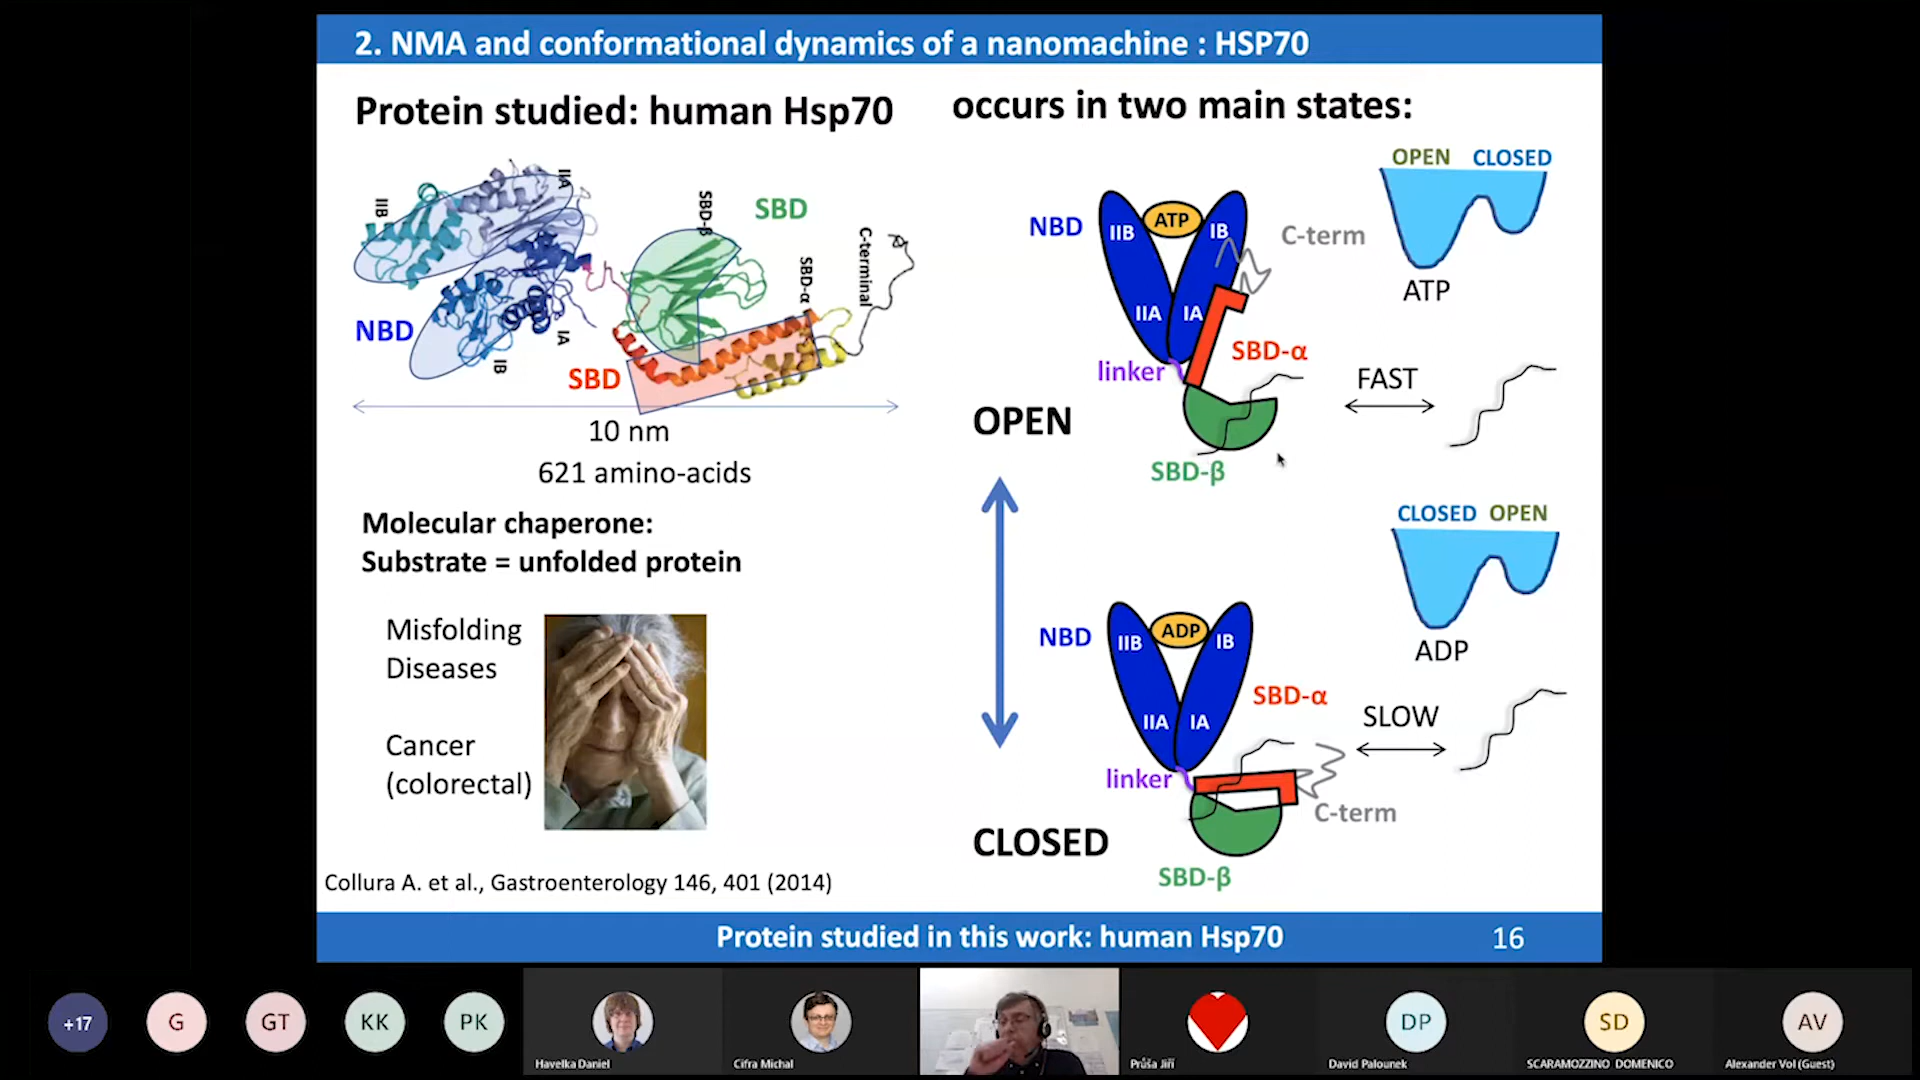 2. NMA and conformational dynamics of a nanomachine : HSP70
Protein studied: human Hsp70
occurs in two main states:
IIB
IIA
SBD-β
SBD
SBD-α
C-terminal
NBD
IA
IB
SBD
10 nm
621 amino-acids
Molecular chaperone:
Substrate = unfolded protein
Misfolding
Diseases
Cancer
(colorectal)
Collura A. et al., Gastroenterology 146, 401 (2014)
OPEN CLOSED
ATP
NBD
IIB
ATP
IB
C-term
IIA
IA
SBD-α
linker
FAST
OPEN
SBD-β
CLOSED OPEN
ADP
NBD
IIB
ADP
IB
SBD-α
IIA
IA
SLOW
linker
C-term
CLOSED
SBD-β
Protein studied in this work: human Hsp70
16
+17
G
GT
KK
PK
Havelka Daniel
Cifra Michal
Průša Jiří
DP
David Palounek
SD
SCARAMOZZINO DOMENICO
AV
Alexander Vol (Guest)